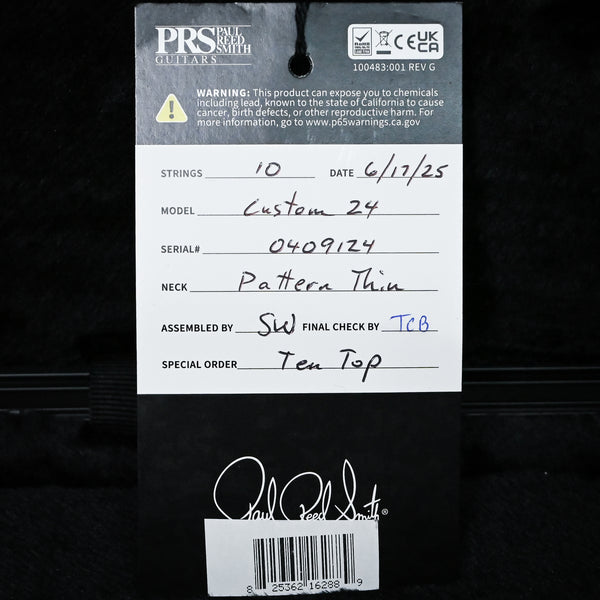 PRS PAUL REED SMITH
GUITARS
100483:001 REV G
WARNING: This product can expose you to chemicals
including lead, known to the state of California to cause
cancer, birth defects, or other reproductive harm. For
more information, go to www.p65warnings.ca.gov
STRINGS 10 DATE 6/17/25
MODEL Custom 24
SERIAL# 0409124
NECK Pattern Thin
ASSEMBLED BY SW FINAL CHECK BY TCB
SPECIAL ORDER Ten Top
Paul Reed Smith®
8 25362 16288 9